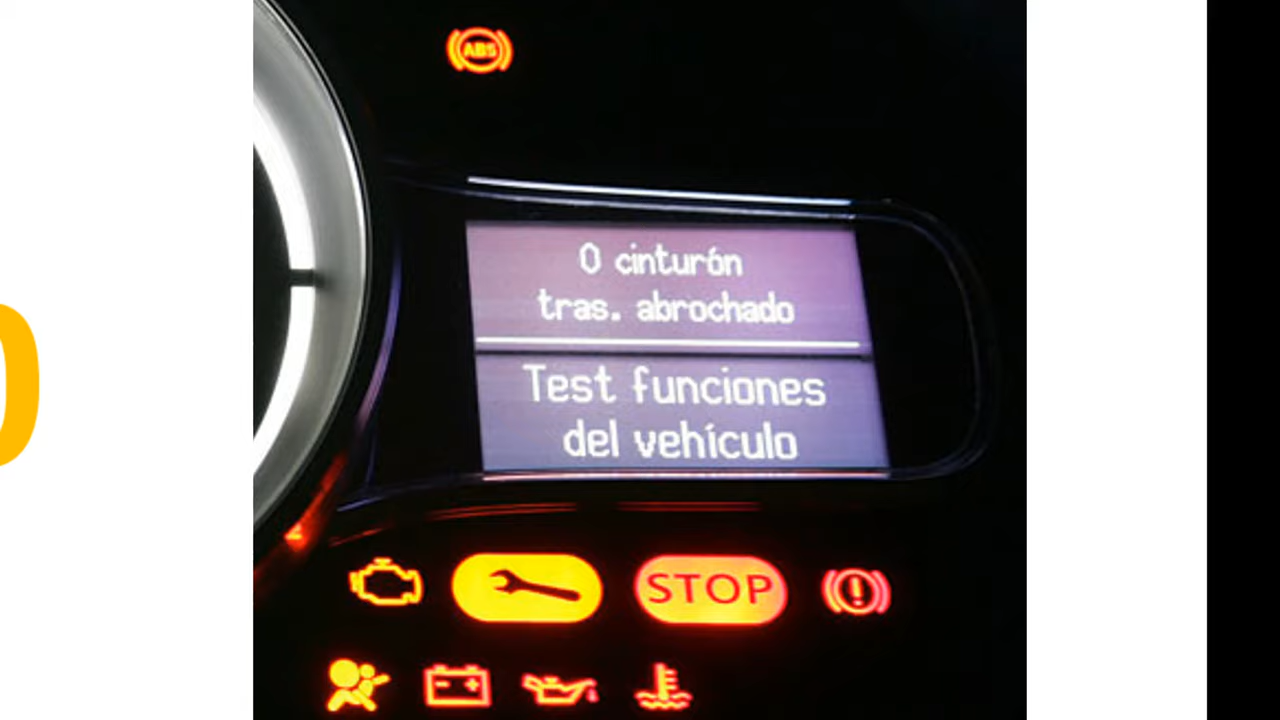 ABS
0 cinturón
tras. abrochado
Test funciones
del vehículo
STOP